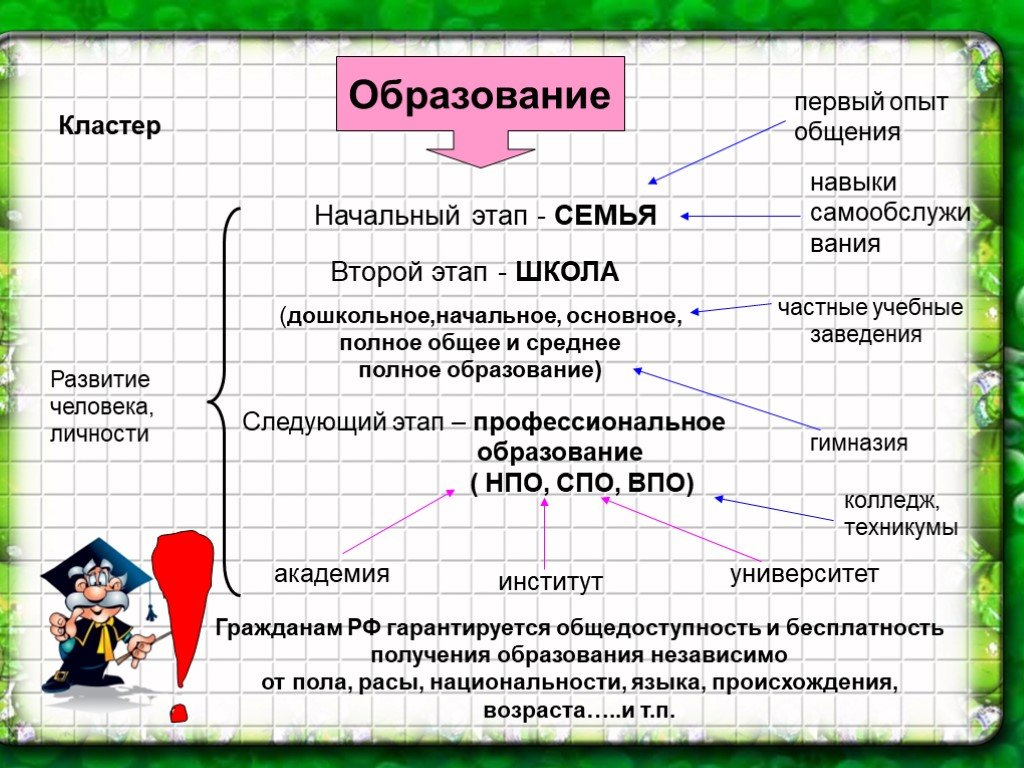 Образование
Кластер
первый опыт
общения
навыки
самообслужи
вания
Начальный этап - СЕМЬЯ
Второй этап - ШКОЛА
(дошкольное,начальное, основное,
полное общее и среднее
полное образование)
частные учебные
заведения
Развитие
человека,
личности
Следующий этап – профессиональное
образование
( НПО, СПО, ВПО)
гимназия
колледж,
техникумы
академия
институт
университет
Гражданам РФ гарантируется общедоступность и бесплатность
получения образования независимо
от пола, расы, национальности, языка, происхождения,
возраста…..и т.п.